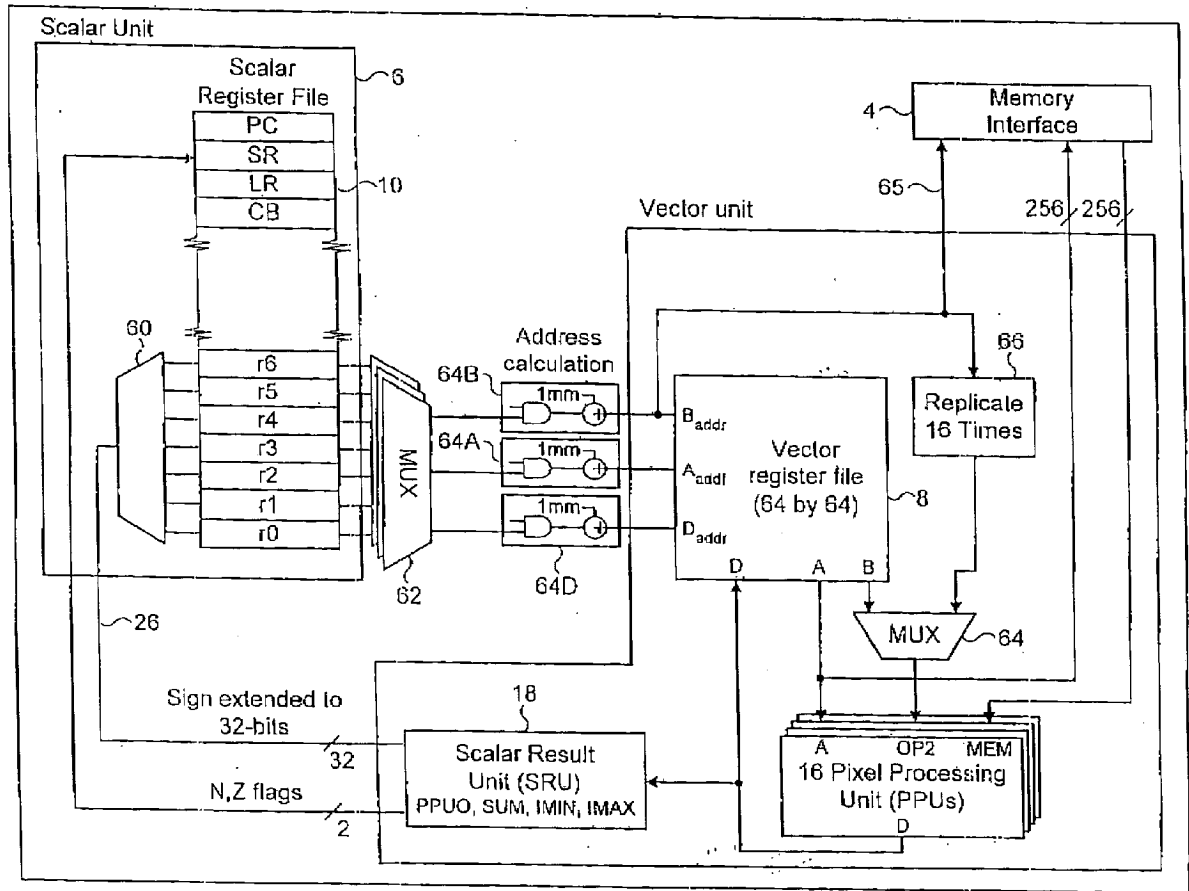 Scalar Unit
Scalar
Register File
6
PC
SR
LR
10
CB
4
Memory
Interface
65
256
256
Vector unit
60
r6
r5
r4
r3
r2
r1
r0
MUX
62
Address
calculation
64B
1mm
+
64A
1mm
+
1mm
+
64D
Baddr
Aaddr
Daddr
Vector
register file
(64 by 64)
8
D
A
B
66
Replicate
16 Times
MUX
64
26
Sign extended to
32-bits
32
N,Z flags
2
18
Scalar Result
Unit (SRU)
PPUO, SUM, IMIN, IMAX
A
OP2
MEM
16 Pixel Processing
Unit (PPUs)
D